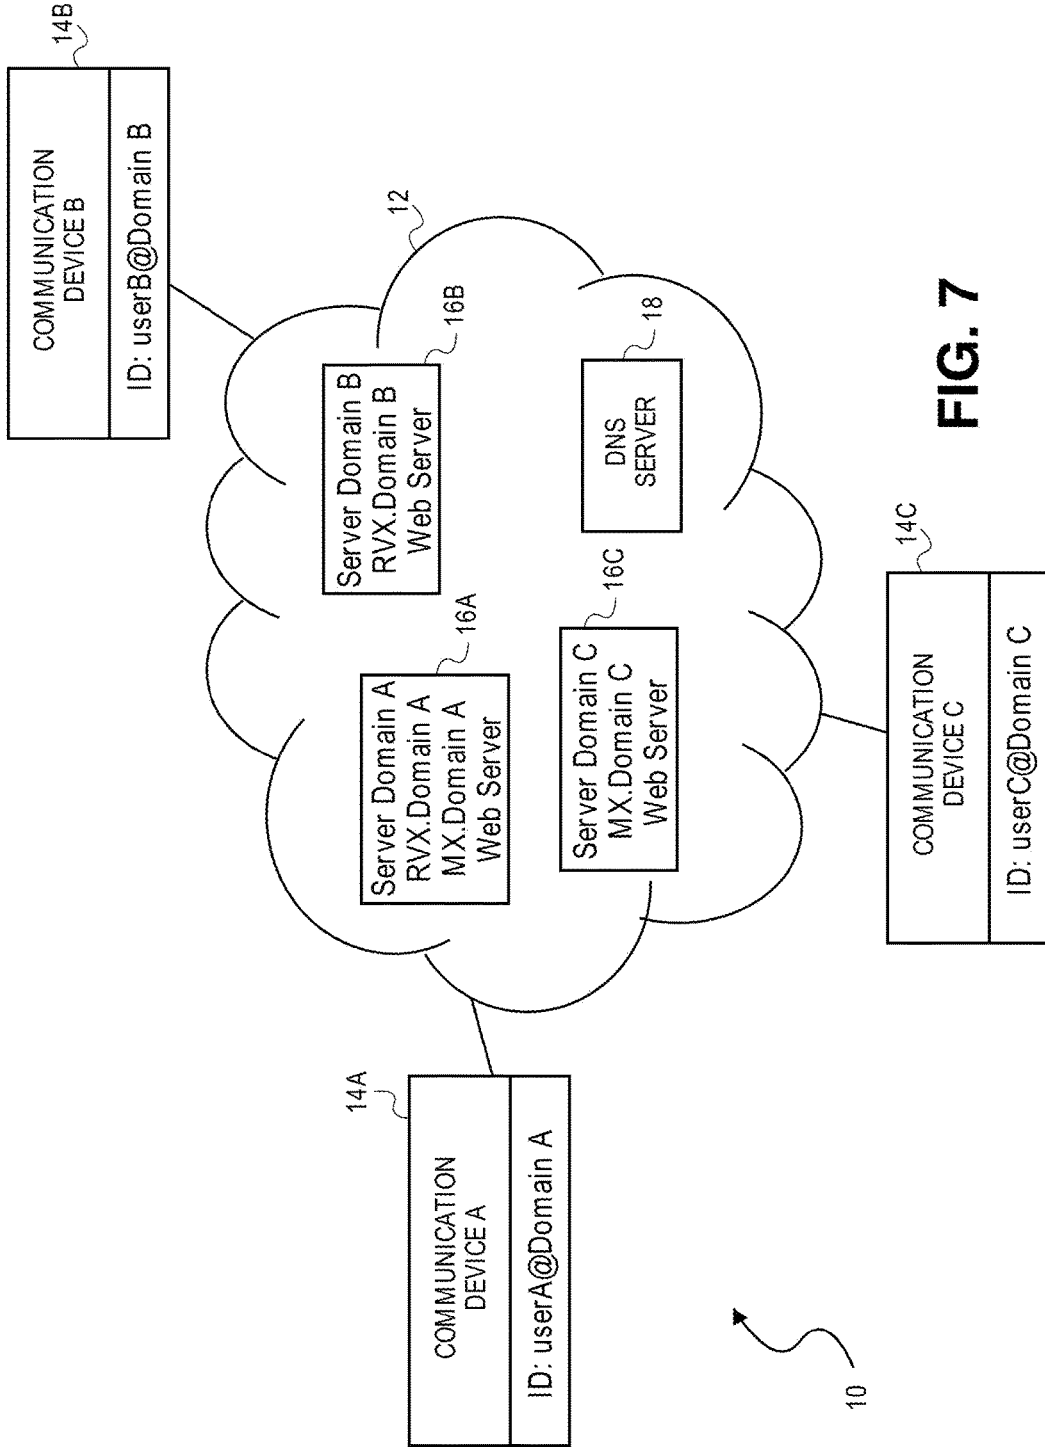 14A
COMMUNICATION
DEVICE A
ID: userA@Domain A
14B
COMMUNICATION
DEVICE B
ID: userB@Domain B
12
Server Domain A
RVX.Domain A
MX.Domain A
Web Server
16A
Server Domain B
RVX.Domain B
Web Server
16B
Server Domain C
MX.Domain C
Web Server
16C
DNS
SERVER
18
14C
COMMUNICATION
DEVICE C
ID: userC@Domain C
10
FIG. 7